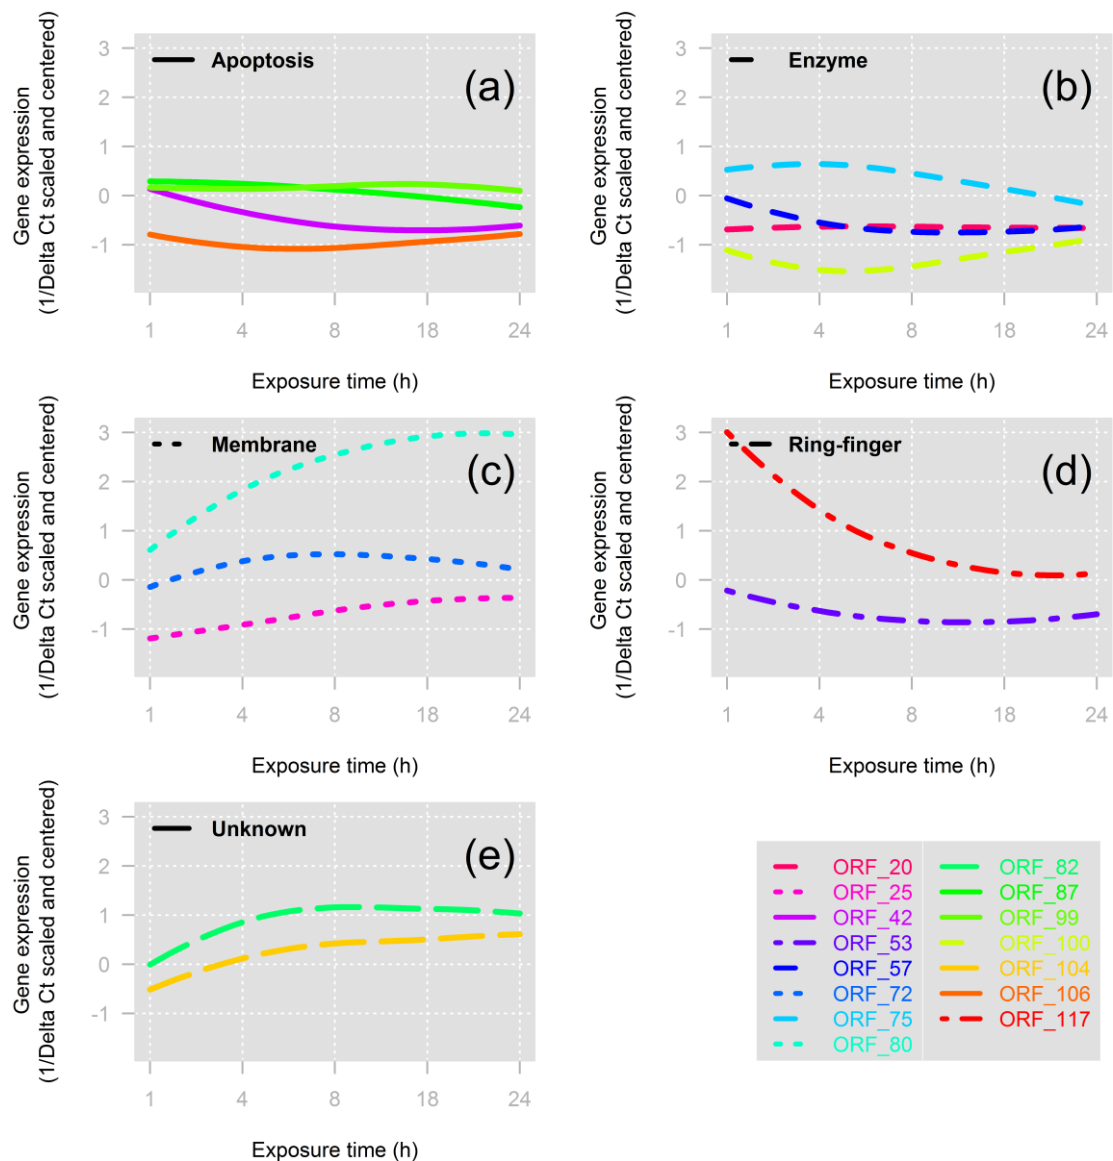 Gene expression
(1/Delta Ct scaled and centered)
3
2
1
0
-1
Apoptosis
(a)
1 4 8 18 24
Exposure time (h)
Gene expression
(1/Delta Ct scaled and centered)
3
2
1
0
-1
Enzyme
(b)
1 4 8 18 24
Exposure time (h)
Gene expression
(1/Delta Ct scaled and centered)
3
2
1
0
-1
Membrane
(c)
1 4 8 18 24
Exposure time (h)
Gene expression
(1/Delta Ct scaled and centered)
3
2
1
0
-1
Ring-finger
(d)
1 4 8 18 24
Exposure time (h)
Gene expression
(1/Delta Ct scaled and centered)
3
2
1
0
-1
Unknown
(e)
1 4 8 18 24
Exposure time (h)
ORF_20
ORF_25
ORF_42
ORF_53
ORF_57
ORF_72
ORF_75
ORF_80
ORF_82
ORF_87
ORF_99
ORF_100
ORF_104
ORF_106
ORF_117